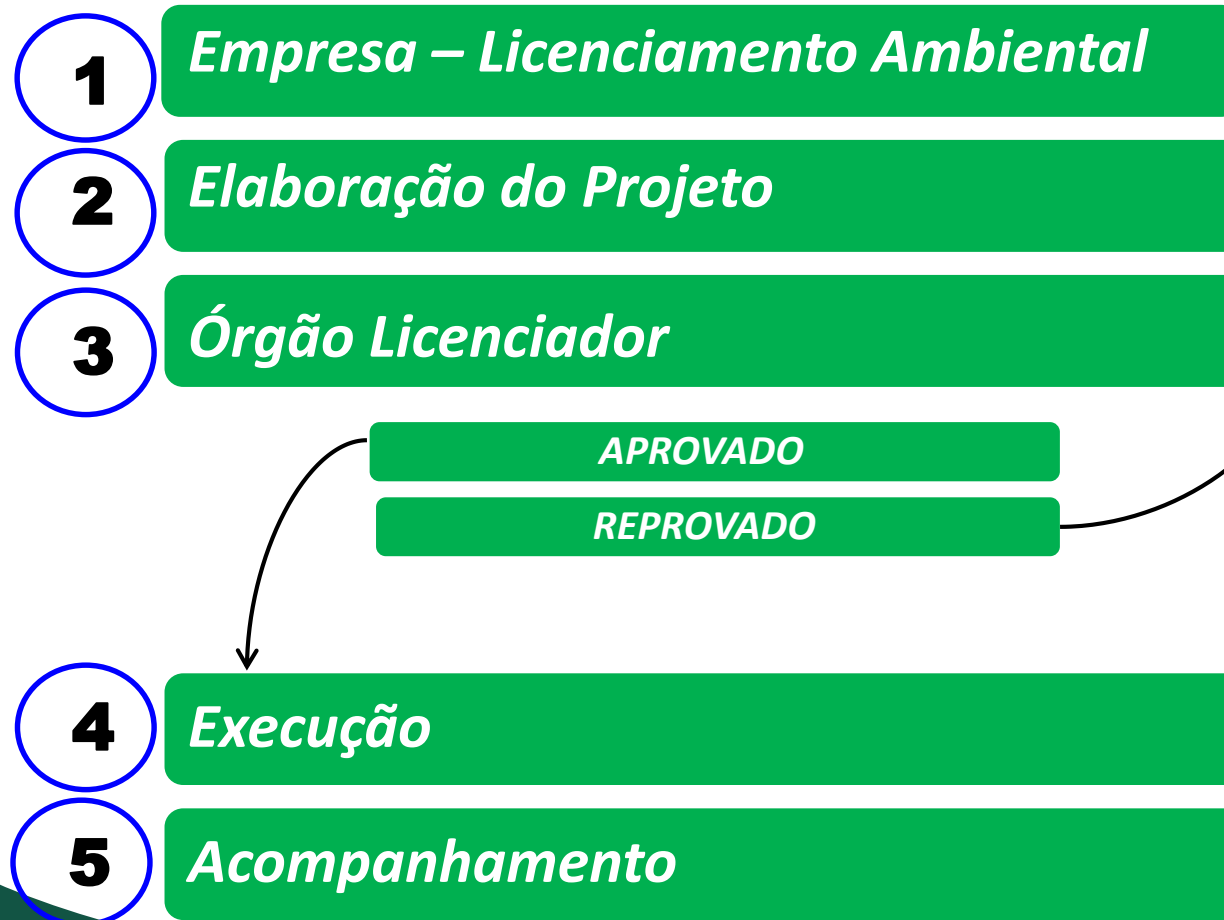 1
Empresa – Licenciamento Ambiental
2
Elaboração do Projeto
3
Órgão Licenciador
APROVADO
REPROVADO
4
Execução
5
Acompanhamento